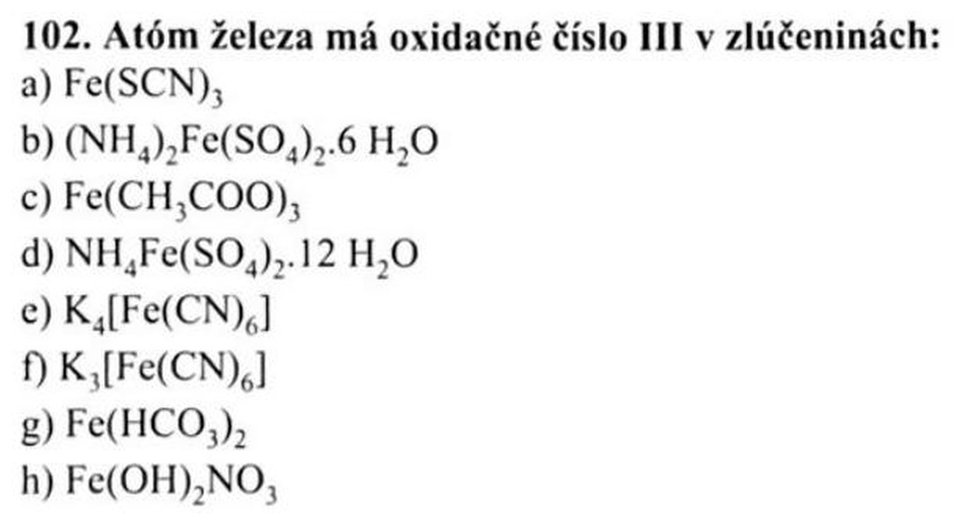 102. Atóm železa má oxidačné číslo III v zlúčeninách:
a) Fe(SCN)₃
b) (NH₄)₂Fe(SO₄)₂.6 H₂O
c) Fe(CH₃COO)₃
d) NH₄Fe(SO₄)₂.12 H₂O
e) K₄[Fe(CN)₆]
f) K₃[Fe(CN)₆]
g) Fe(HCO₃)₂
h) Fe(OH)₂NO₃